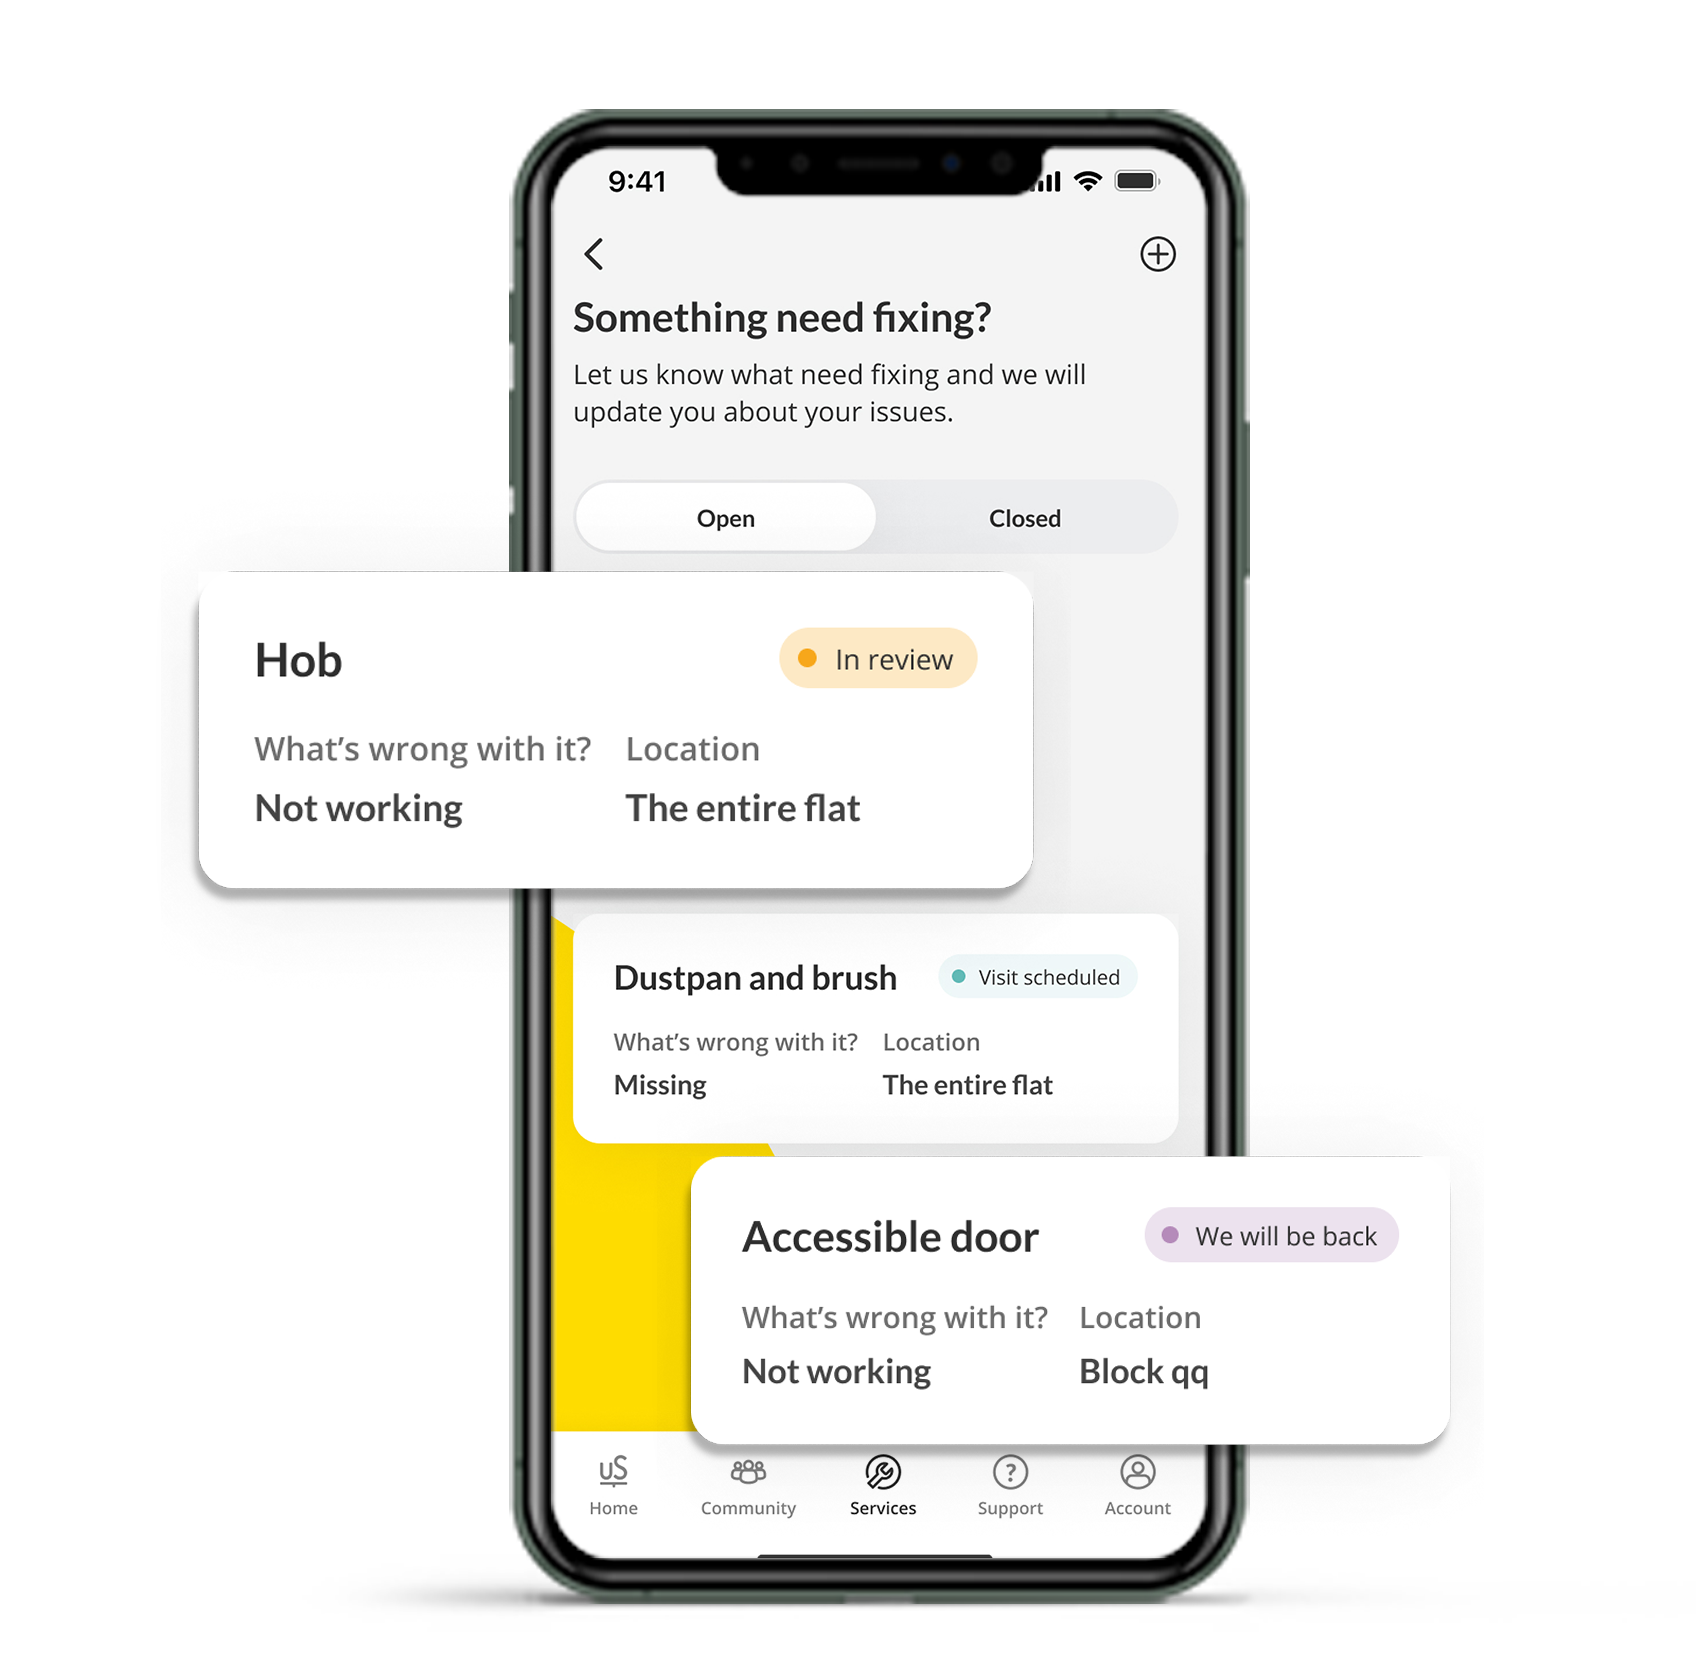 9:41
Something need fixing?
Let us know what need fixing and we will
update you about your issues.
Open Closed
Hob In review
What's wrong with it? Location
Not working The entire flat
Dustpan and brush Visit scheduled
What's wrong with it? Location
Missing The entire flat
Accessible door We will be back
What's wrong with it? Location
Not working Block qq
uS ?
Home Community Services Support Account